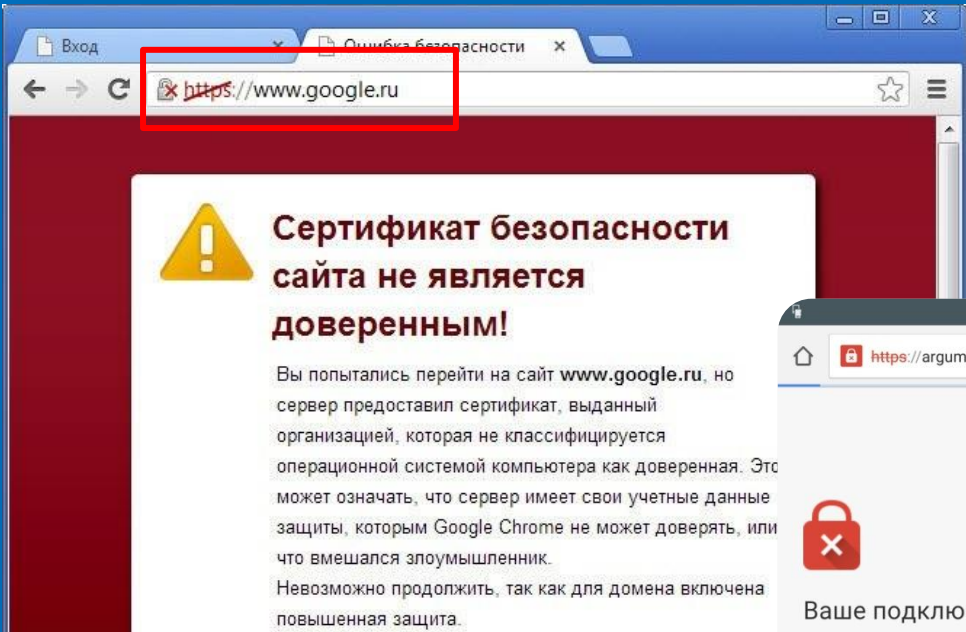 Вход
Ошибка безопасности
https://www.google.ru
Сертификат безопасности
сайта не является
доверенным!
Вы попытались перейти на сайт www.google.ru, но
сервер предоставил сертификат, выданный
организацией, которая не классифицируется
операционной системой компьютера как доверенная. Это
может означать, что сервер имеет свои учетные данные
защиты, которым Google Chrome не может доверять, или
что вмешался злоумышленник.
Невозможно продолжить, так как для домена включена
повышенная защита.
https://argum
Ваше подклю